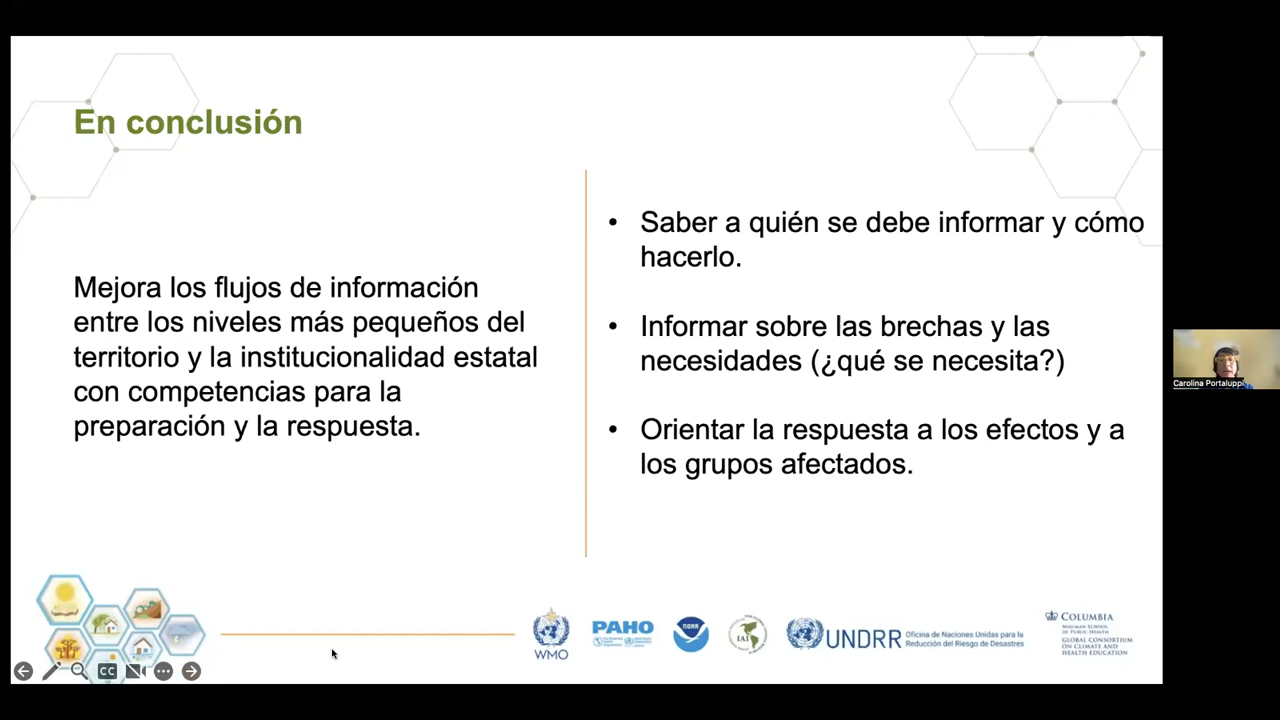 En conclusión
Mejora los flujos de información
entre los niveles más pequeños del
territorio y la institucionalidad estatal
con competencias para la
preparación y la respuesta.
• Saber a quién se debe informar y cómo
hacerlo.
• Informar sobre las brechas y las
necesidades (¿qué se necesita?)
• Orientar la respuesta a los efectos y a
los grupos afectados.
Carolina Portaluppi
WMO
PAHO
NOAA
IAI
UNDRR
Oficina de Naciones Unidas para la
Reducción del Riesgo de Desastres
COLUMBIA
MAILMAN SCHOOL
OF PUBLIC HEALTH
GLOBAL CONSORTIUM
ON CLIMATE AND
HEALTH EDUCATION
CC